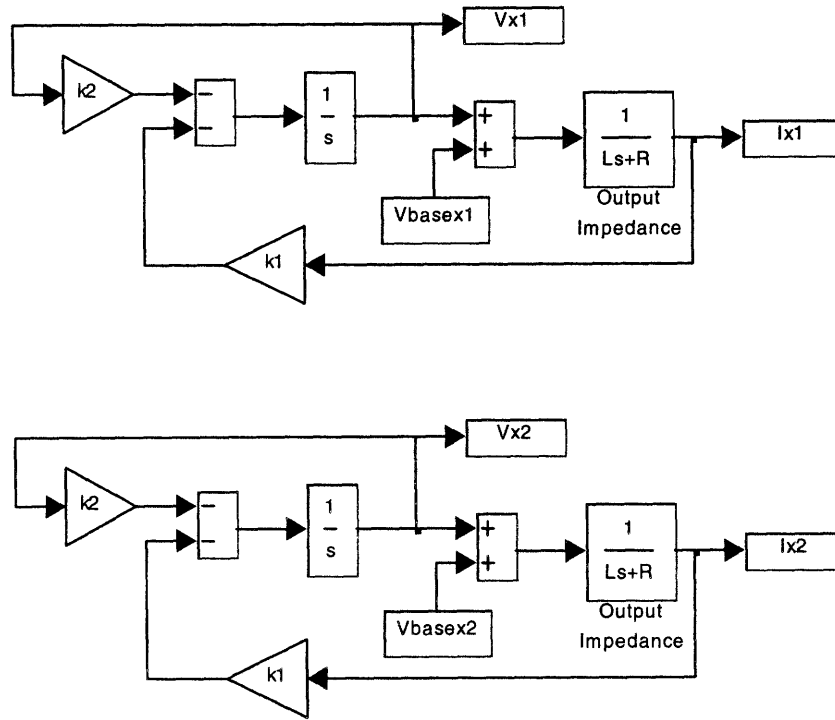 Vx1
k2
−
−
1
s
+
+
1
Ls+R
Ix1
Vbasex1
Output
Impedance
k1
Vx2
k2
−
−
1
s
+
+
1
Ls+R
Ix2
Vbasex2
Output
Impedance
k1